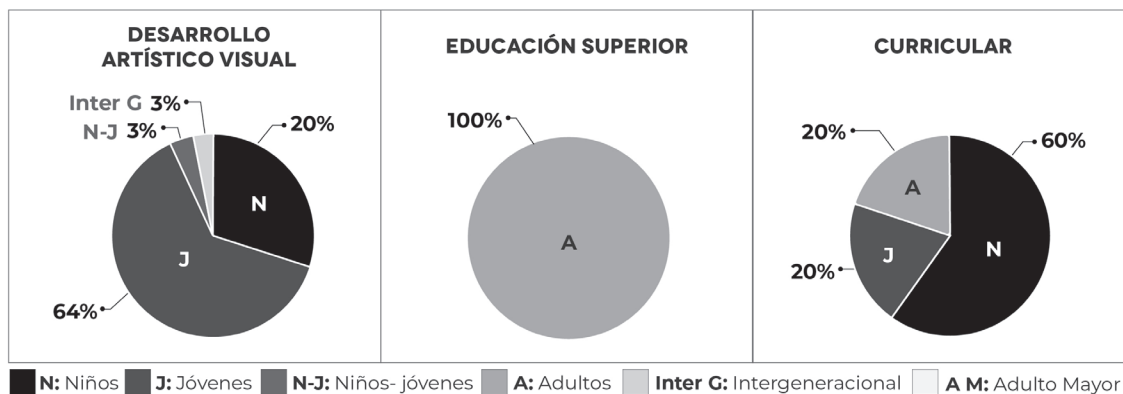 DESARROLLO
ARTÍSTICO VISUAL
Inter G 3%
N-J 3%
20%
N
J
64%
EDUCACIÓN SUPERIOR
100%
A
CURRICULAR
20%
60%
A
J
N
20%
N: Niños J: Jóvenes N-J: Niños- jóvenes A: Adultos Inter G: Intergeneracional A M: Adulto Mayor